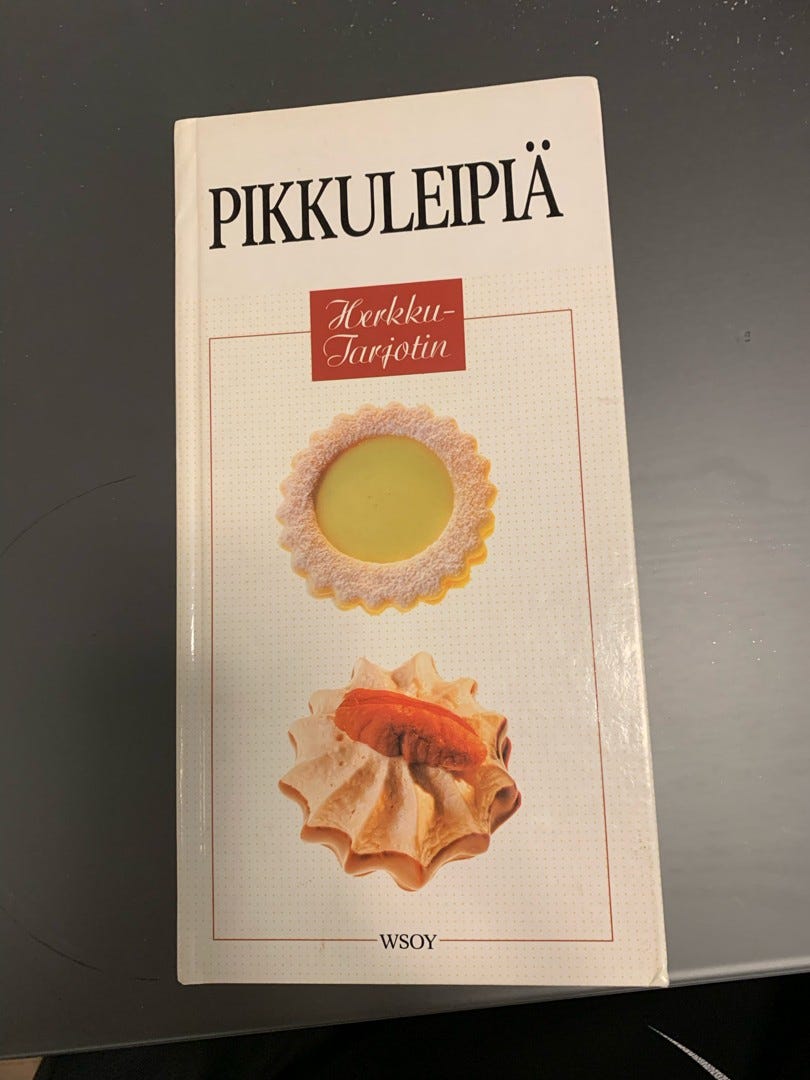 PIKKULEIPIÄ
Herkku-
Tarjotin
WSOY